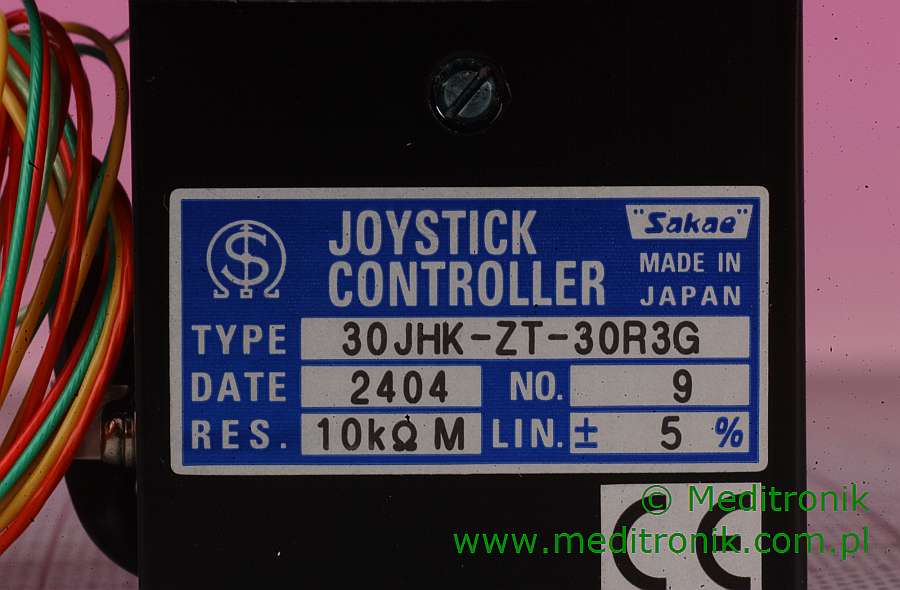 JOYSTICK
CONTROLLER
"Sakae"
MADE IN
JAPAN
TYPE 30JHK-ZT-30R3G
DATE 2404 NO. 9
RES. 10kΩ M LIN. ± 5 %
© Meditronik
www.meditronik.com.pl
CE